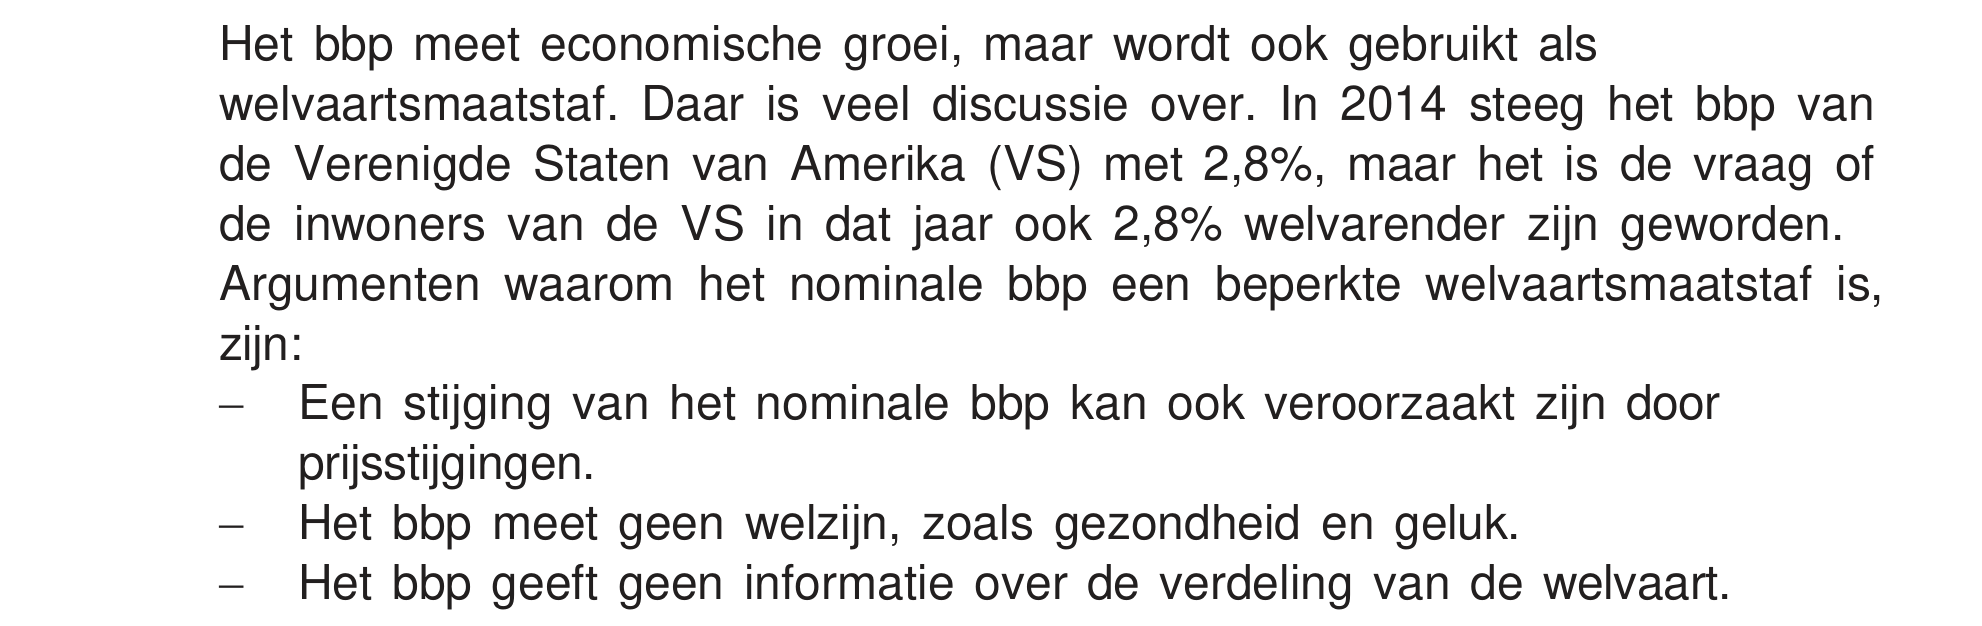 Het bbp meet economische groei, maar wordt ook gebruikt als
welvaartsmaatstaf. Daar is veel discussie over. In 2014 steeg het bbp van
de Verenigde Staten van Amerika (VS) met 2,8%, maar het is de vraag of
de inwoners van de VS in dat jaar ook 2,8% welvarender zijn geworden.
Argumenten waarom het nominale bbp een beperkte welvaartsmaatstaf is,
zijn:
– Een stijging van het nominale bbp kan ook veroorzaakt zijn door
prijsstijgingen.
– Het bbp meet geen welzijn, zoals gezondheid en geluk.
– Het bbp geeft geen informatie over de verdeling van de welvaart.